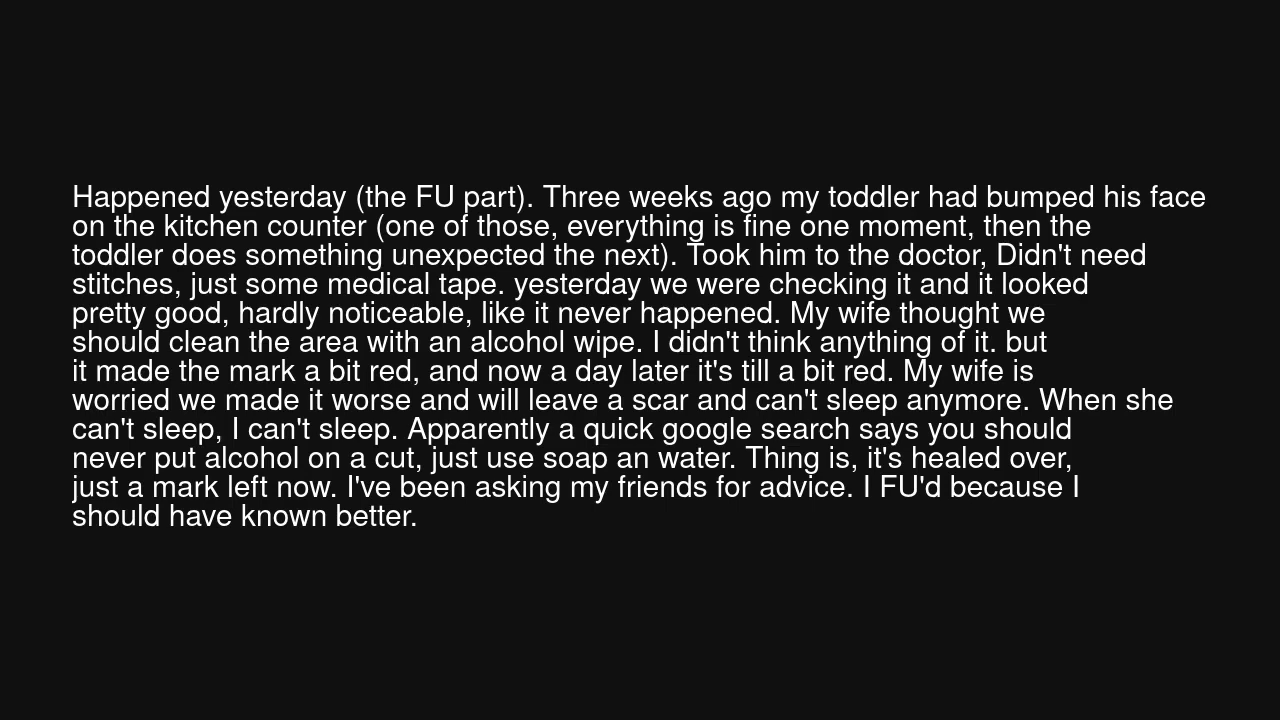 Happened yesterday (the FU part). Three weeks ago my toddler had bumped his face
on the kitchen counter (one of those, everything is fine one moment, then the
toddler does something unexpected the next). Took him to the doctor, Didn't need
stitches, just some medical tape. yesterday we were checking it and it looked
pretty good, hardly noticeable, like it never happened. My wife thought we
should clean the area with an alcohol wipe. I didn't think anything of it. but
it made the mark a bit red, and now a day later it's till a bit red. My wife is
worried we made it worse and will leave a scar and can't sleep anymore. When she
can't sleep, I can't sleep. Apparently a quick google search says you should
never put alcohol on a cut, just use soap an water. Thing is, it's healed over,
just a mark left now. I've been asking my friends for advice. I FU'd because I
should have known better.